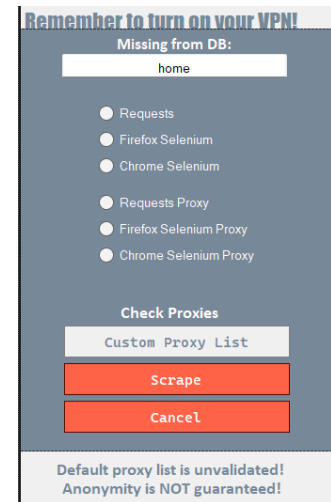 Remember to turn on your VPN!
Missing from DB:
home
Requests
Firefox Selenium
Chrome Selenium
Requests Proxy
Firefox Selenium Proxy
Chrome Selenium Proxy
Check Proxies
Custom Proxy List
Scrape
Cancel
Default proxy list is unvalidated!
Anonymity is NOT guaranteed!